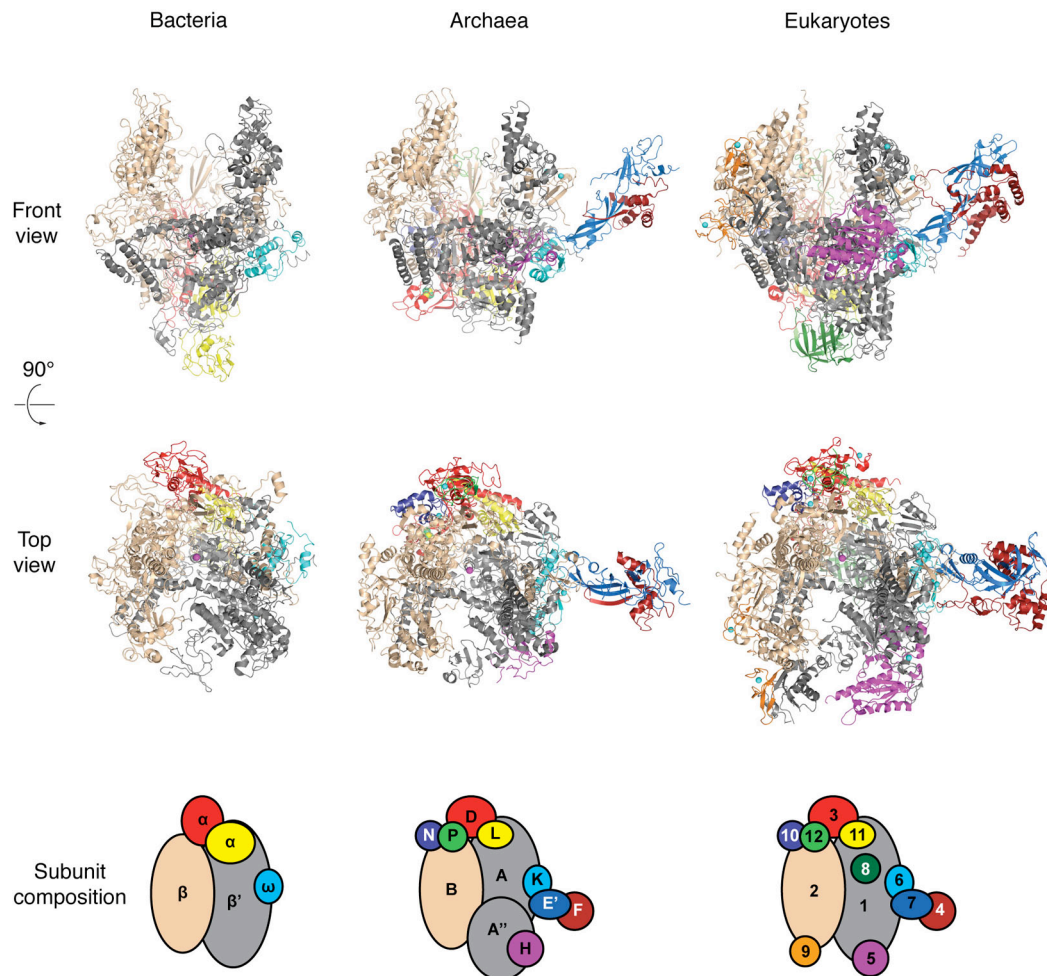 Bacteria
Archaea
Eukaryotes
Front
view
90°
Top
view
Subunit
composition
α
α
β
β'
ω
D
N
P
L
A
B
K
E'
F
A''
H
3
10
12
11
8
2
6
1
7
4
9
5